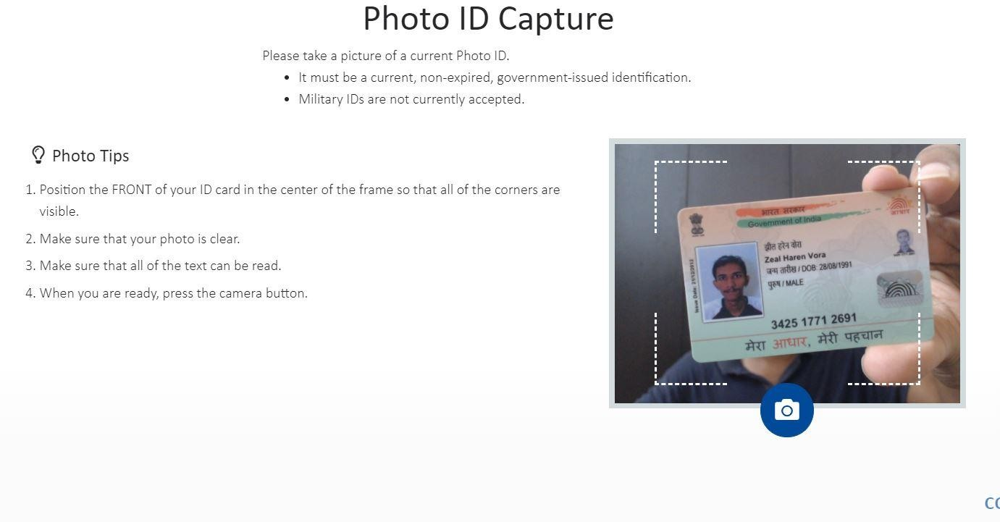 Photo ID Capture
Please take a picture of a current Photo ID.
• It must be a current, non-expired, government-issued identification.
• Military IDs are not currently accepted.
Photo Tips
1. Position the FRONT of your ID card in the center of the frame so that all of the corners are
visible.
2. Make sure that your photo is clear.
3. Make sure that all of the text can be read.
4. When you are ready, press the camera button.
भारत सरकार
Government of India
आधार
झील हरेन वोरा
Zeal Haren Vora
जन्म तारीख / DOB: 28/08/1991
पुरुष / MALE
Issue Date: 21/12/2012
3425 1771 2691
मेरा आधार, मेरी पहचान